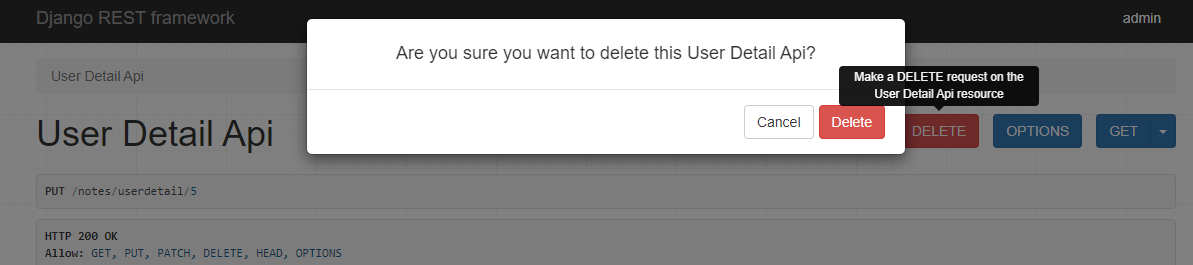 Django REST framework
admin
Are you sure you want to delete this User Detail Api?
User Detail Api
Make a DELETE request on the
User Detail Api resource
Cancel
Delete
User Detail Api
DELETE
OPTIONS
GET
PUT /notes/userdetail/5
HTTP 200 OK
Allow: GET, PUT, PATCH, DELETE, HEAD, OPTIONS